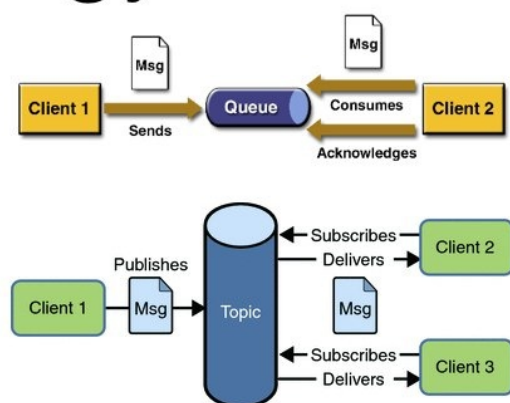 Msg
Msg
Client 1
Queue
Client 2
Sends
Consumes
Acknowledges
Client 2
Subscribes
Delivers
Publishes
Client 1
Msg
Topic
Msg
Subscribes
Client 3
Delivers